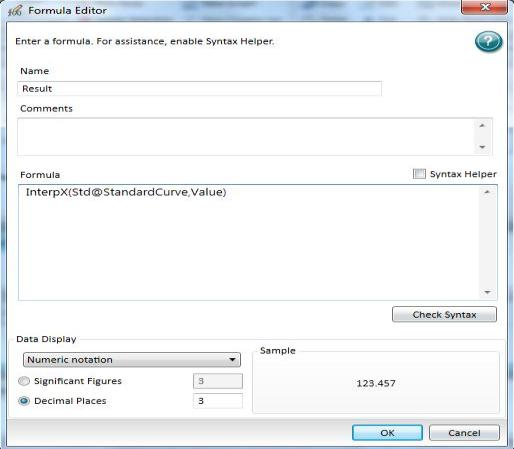 Formula Editor
Enter a formula. For assistance, enable Syntax Helper.
?
Name
Result
Comments
Formula
Syntax Helper
InterpX(Std@StandardCurve,Value)
Check Syntax
Data Display
Numeric notation
Sample
Significant Figures
3
123.457
Decimal Places
3
OK
Cancel